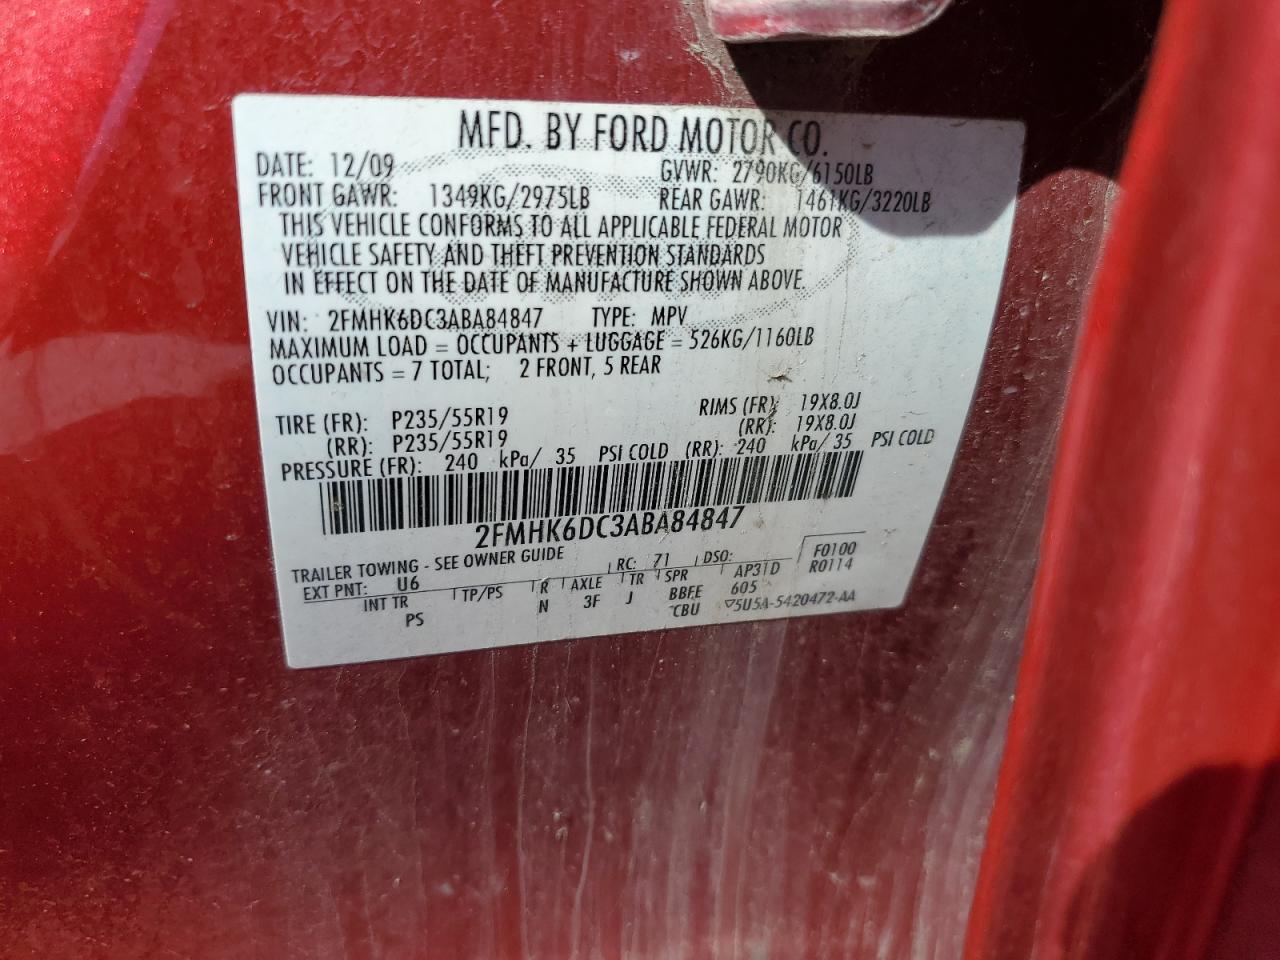 MFD. BY FORD MOTOR CO.
DATE: 12/09 GVWR: 2790KG/6150LB
FRONT GAWR: 1349KG/2975LB REAR GAWR: 1461KG/3220LB
THIS VEHICLE CONFORMS TO ALL APPLICABLE FEDERAL MOTOR
VEHICLE SAFETY AND THEFT PREVENTION STANDARDS
IN EFFECT ON THE DATE OF MANUFACTURE SHOWN ABOVE.
VIN: 2FMHK6DC3ABA84847 TYPE: MPV
MAXIMUM LOAD = OCCUPANTS + LUGGAGE = 526KG/1160LB
OCCUPANTS = 7 TOTAL; 2 FRONT, 5 REAR
TIRE (FR): P235/55R19 RIMS (FR): 19X8.0J
(RR): P235/55R19 (RR): 19X8.0J
PRESSURE (FR): 240 kPa/ 35 PSI COLD (RR): 240 kPa/ 35 PSI COLD
2FMHK6DC3ABA84847
TRAILER TOWING - SEE OWNER GUIDE RC: 71 DSO: F0100
EXT PNT: U6 R0114
INT TR TP/PS R AXLE TR SPR AP31D
PS N 3F J BBFE 605
CBU 5U5A-5420472-AA